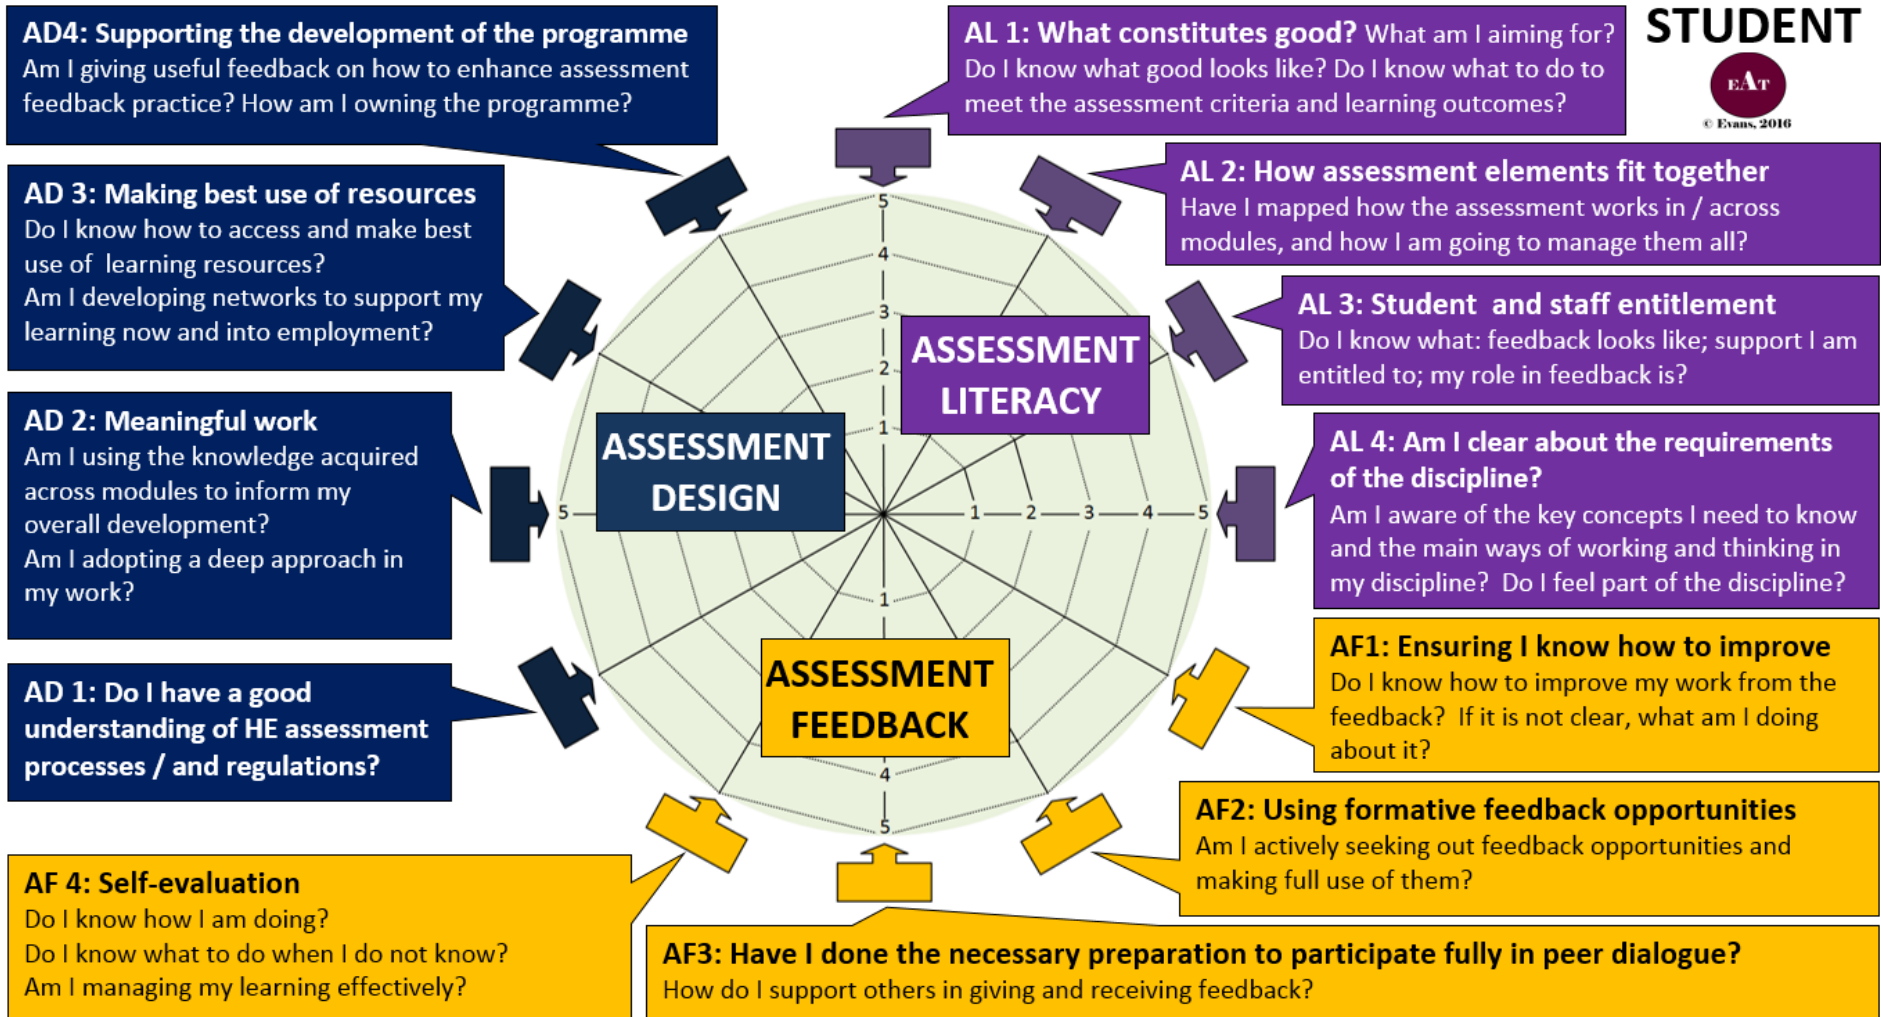 AD4: Supporting the development of the programme
Am I giving useful feedback on how to enhance assessment
feedback practice? How am I owning the programme?
AL 1: What constitutes good? What am I aiming for?
Do I know what good looks like? Do I know what to do to
meet the assessment criteria and learning outcomes?
STUDENT
EAT
© Evans, 2016
AL 2: How assessment elements fit together
Have I mapped how the assessment works in / across
modules, and how I am going to manage them all?
AD 3: Making best use of resources
Do I know how to access and make best
use of learning resources?
Am I developing networks to support my
learning now and into employment?
AL 3: Student and staff entitlement
Do I know what: feedback looks like; support I am
entitled to; my role in feedback is?
AD 2: Meaningful work
Am I using the knowledge acquired
across modules to inform my
overall development?
Am I adopting a deep approach in
my work?
AL 4: Am I clear about the requirements
of the discipline?
Am I aware of the key concepts I need to know
and the main ways of working and thinking in
my discipline? Do I feel part of the discipline?
5
4
3
2
1
ASSESSMENT
LITERACY
ASSESSMENT
DESIGN
5
1 2 3 4 5
1
ASSESSMENT
FEEDBACK
4
5
AD 1: Do I have a good
understanding of HE assessment
processes / and regulations?
AF1: Ensuring I know how to improve
Do I know how to improve my work from the
feedback? If it is not clear, what am I doing
about it?
AF2: Using formative feedback opportunities
Am I actively seeking out feedback opportunities and
making full use of them?
AF 4: Self-evaluation
Do I know how I am doing?
Do I know what to do when I do not know?
Am I managing my learning effectively?
AF3: Have I done the necessary preparation to participate fully in peer dialogue?
How do I support others in giving and receiving feedback?